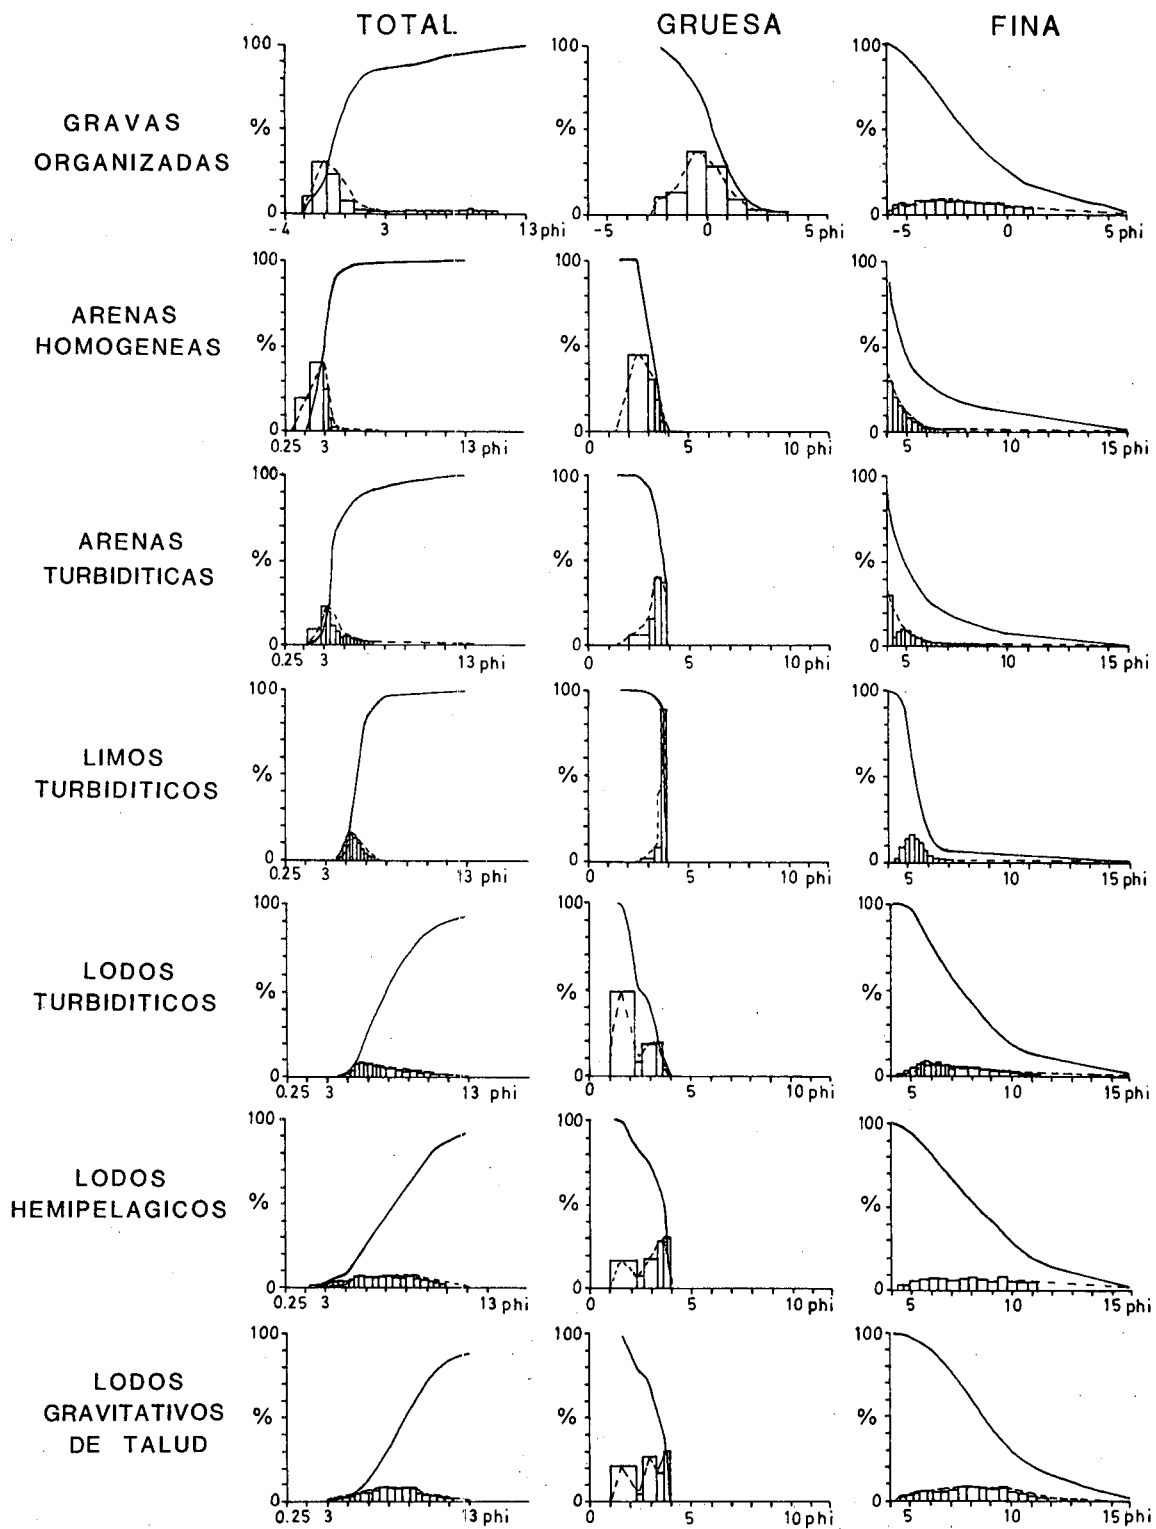 TOTAL GRUESA FINA
GRAVAS
ORGANIZADAS
100 % 0 -4 3 13 phi
100 % 0 -5 0 5 phi
100 % 0 -5 0 5 phi
ARENAS
HOMOGENEAS
100 % 0 0.25 3 13 phi
100 % 0 0 5 10 phi
100 % 0 5 10 15 phi
ARENAS
TURBIDITICAS
100 % 0 0.25 3 13 phi
100 % 0 0 5 10 phi
100 % 0 5 10 15 phi
LIMOS
TURBIDITICOS
100 % 0 0.25 3 13 phi
100 % 0 0 5 10 phi
100 % 0 5 10 15 phi
LODOS
TURBIDITICOS
100 % 0 0.25 3 13 phi
100 % 0 0 5 10 phi
100 % 0 5 10 15 phi
LODOS
HEMIPELAGICOS
100 % 0 0.25 3 13 phi
100 % 0 0 5 10 phi
100 % 0 5 10 15 phi
LODOS
GRAVITATIVOS
DE TALUD
100 % 0 0.25 3 13 phi
100 % 0 0 5 10 phi
100 % 0 5 10 15 phi